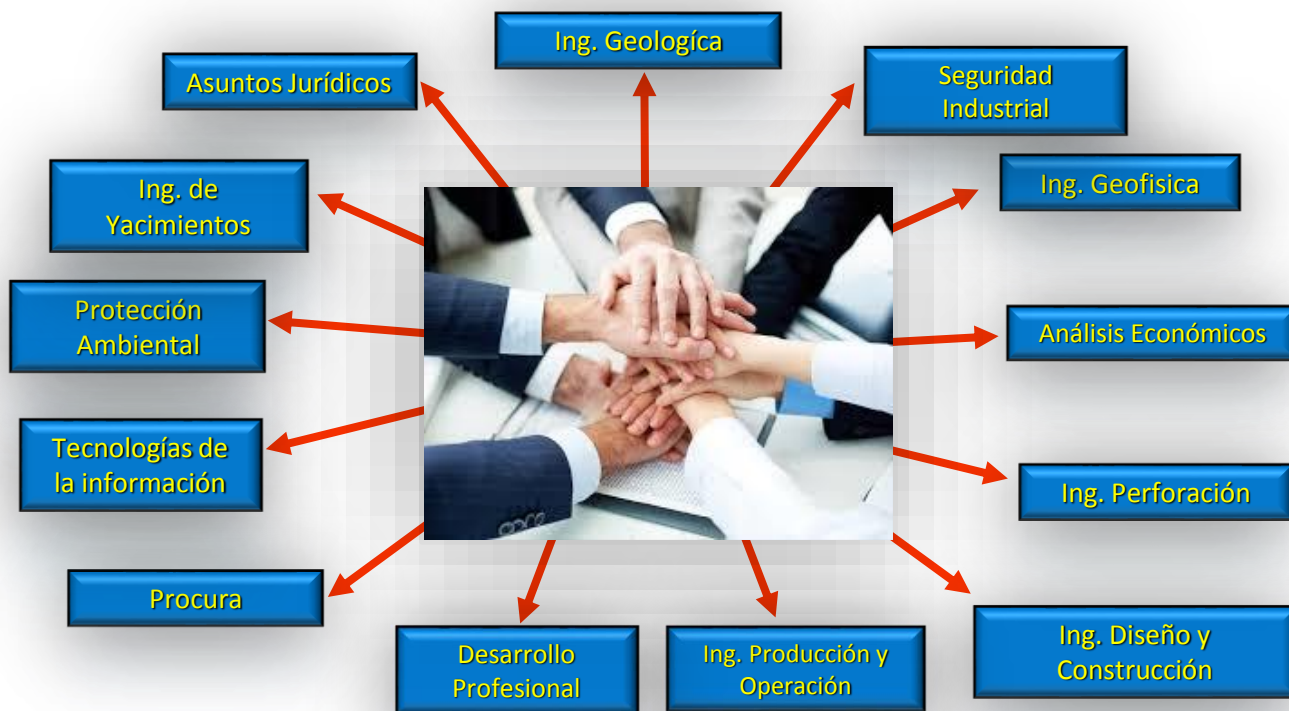 Ing. Geologíca
Asuntos Jurídicos
Seguridad
Industrial
Ing. de
Yacimientos
Ing. Geofisica
Protección
Ambiental
Análisis Económicos
Tecnologías de
la información
Ing. Perforación
Procura
Desarrollo
Profesional
Ing. Producción y
Operación
Ing. Diseño y
Construcción